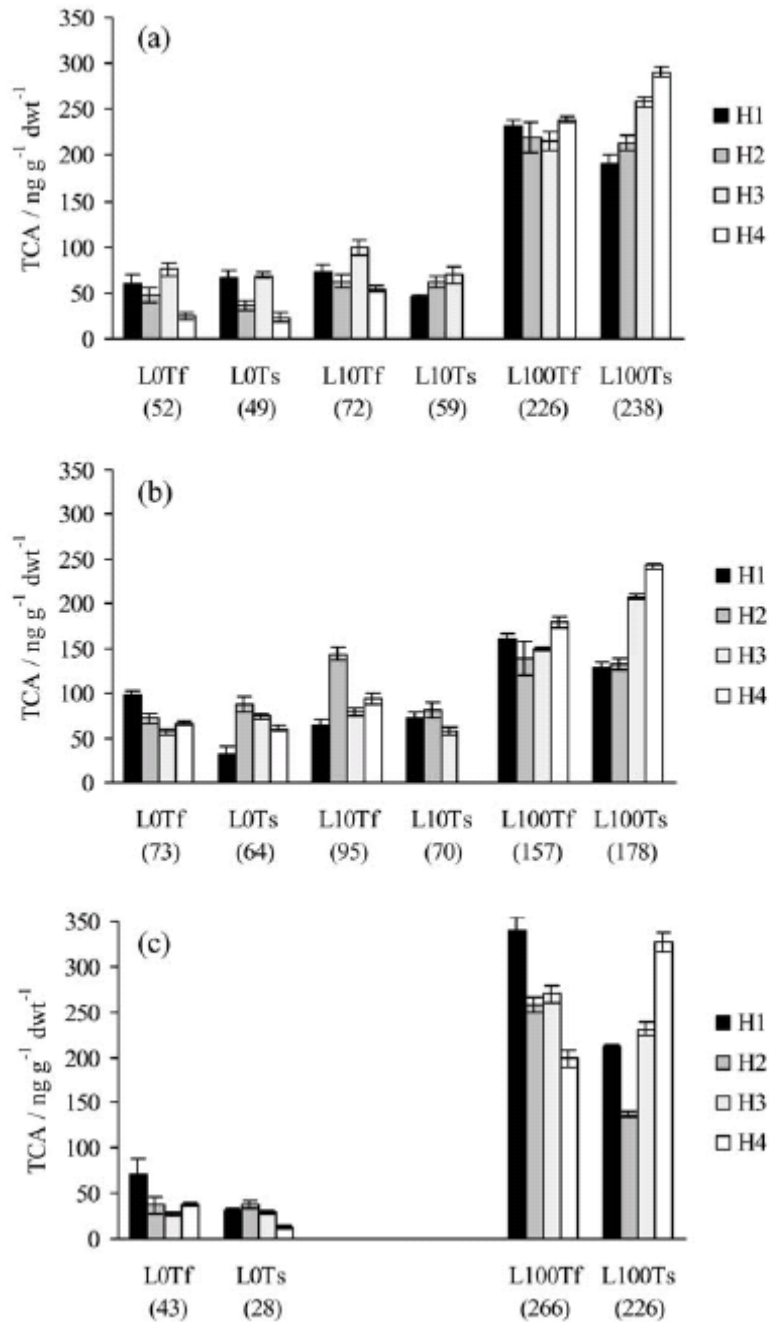 (a)
TCA / ng g⁻¹ dwt⁻¹
350
300
250
200
150
100
50
0
L0Tf L0Ts L10Tf L10Ts L100Tf L100Ts
(52) (49) (72) (59) (226) (238)
H1
H2
H3
H4
(b)
TCA / ng g⁻¹ dwt⁻¹
350
300
250
200
150
100
50
0
L0Tf L0Ts L10Tf L10Ts L100Tf L100Ts
(73) (64) (95) (70) (157) (178)
H1
H2
H3
H4
(c)
TCA / ng g⁻¹ dwt⁻¹
350
300
250
200
150
100
50
0
L0Tf L0Ts L100Tf L100Ts
(43) (28) (266) (226)
H1
H2
H3
H4